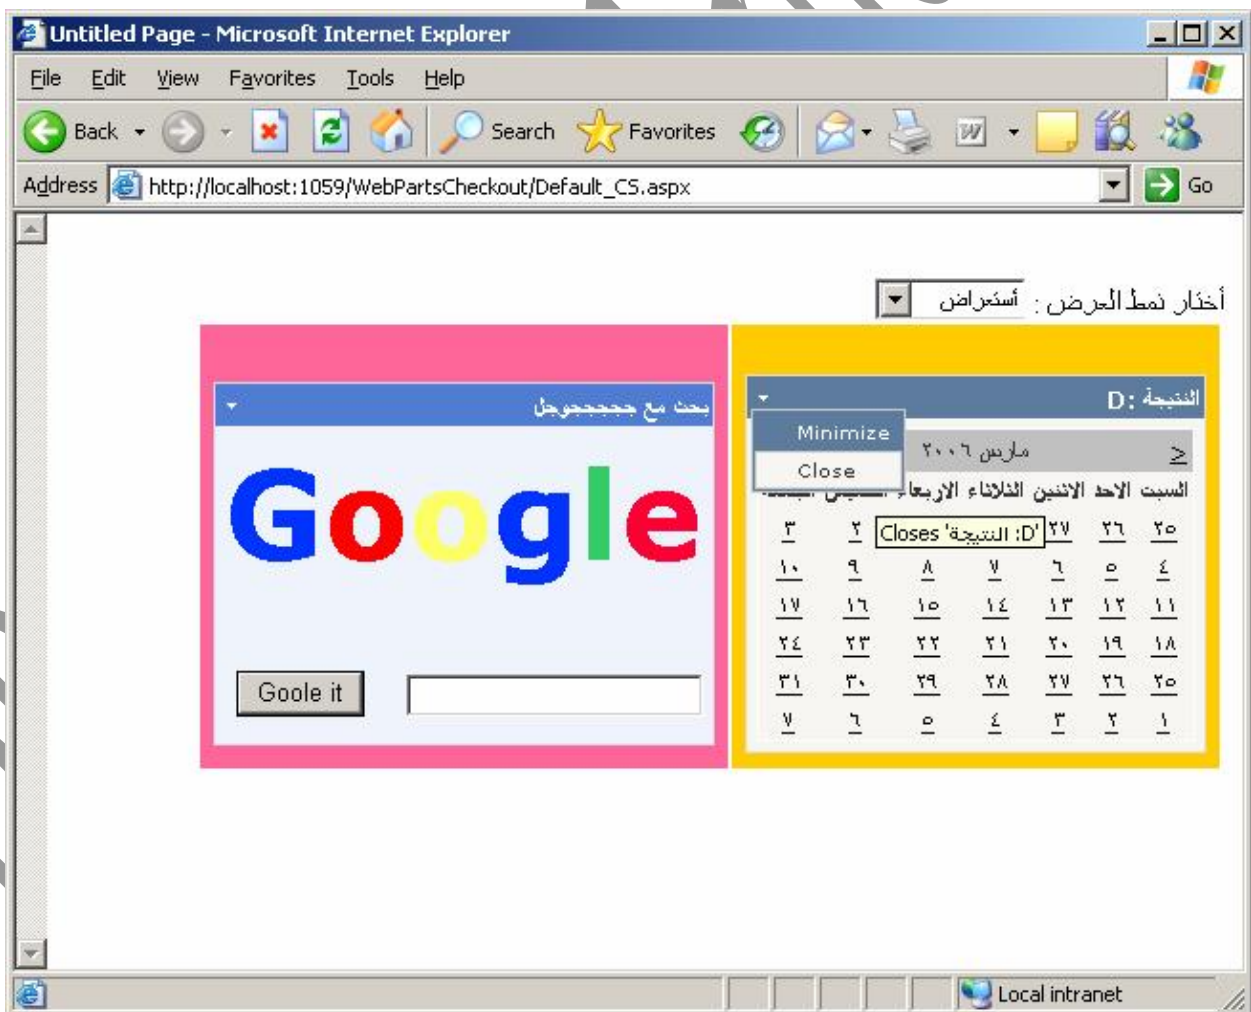 Untitled Page - Microsoft Internet Explorer
File Edit View Favorites Tools Help
Back Search Favorites
Address http://localhost:1059/WebPartsCheckout/Default_CS.aspx Go
أختار نمط العرض : أستعراض
النتيجة :D
Minimize
Close
< مارس ٢٠٠٦
السبت الاحد الاثنين الثلاثاء الاربعاء
٢٥ ٢٦ ٢٧ ٢ ٣
Closes 'النتيجة :D'
٤ ٥ ٦ ٧ ٨ ٩ ١٠
١١ ١٢ ١٣ ١٤ ١٥ ١٦ ١٧
١٨ ١٩ ٢٠ ٢١ ٢٢ ٢٣ ٢٤
٢٥ ٢٦ ٢٧ ٢٨ ٢٩ ٣٠ ٣١
١ ٢ ٣ ٤ ٥ ٦ ٧
بحث مع جججججوجل
Google
Goole it
Local intranet